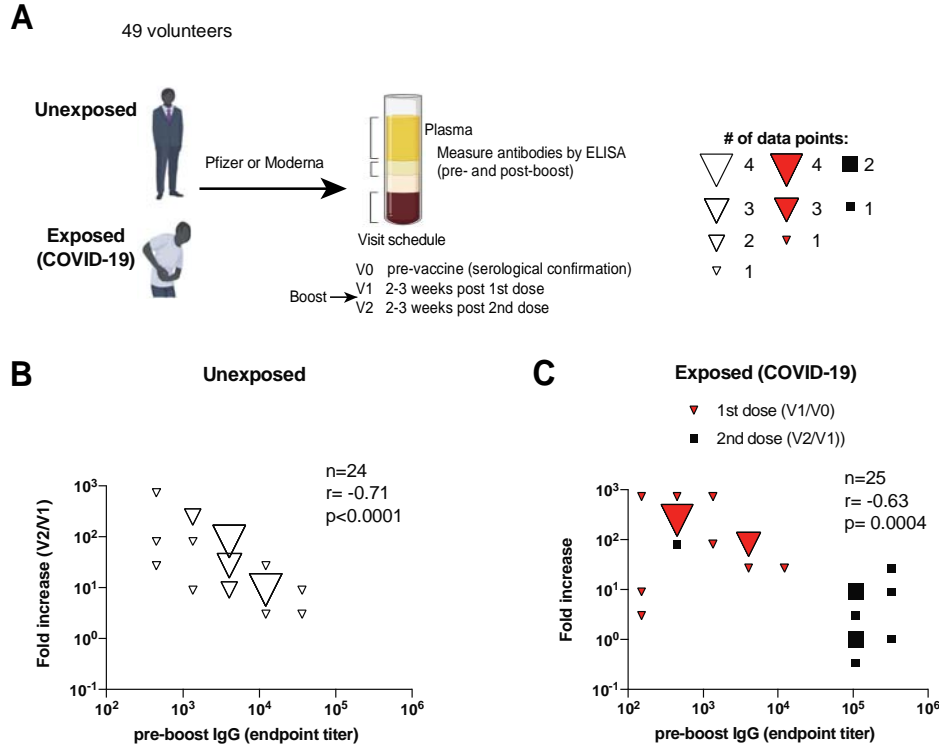 A
49 volunteers
Unexposed
Pfizer or Moderna
Exposed
(COVID-19)
Plasma
Measure antibodies by ELISA
(pre- and post-boost)
Visit schedule
V0 pre-vaccine (serological confirmation)
Boost V1 2-3 weeks post 1st dose
V2 2-3 weeks post 2nd dose
# of data points:
4 4 2
3 3 1
2 1
1
B
Unexposed
n=24
r= -0.71
p<0.0001
Fold increase (V2/V1)
10³
10²
10¹
10⁰
10⁻¹
10² 10³ 10⁴ 10⁵ 10⁶
pre-boost IgG (endpoint titer)
C
Exposed (COVID-19)
1st dose (V1/V0)
2nd dose (V2/V1))
n=25
r= -0.63
p= 0.0004
Fold increase
10³
10²
10¹
10⁰
10⁻¹
10² 10³ 10⁴ 10⁵ 10⁶
pre-boost IgG (endpoint titer)